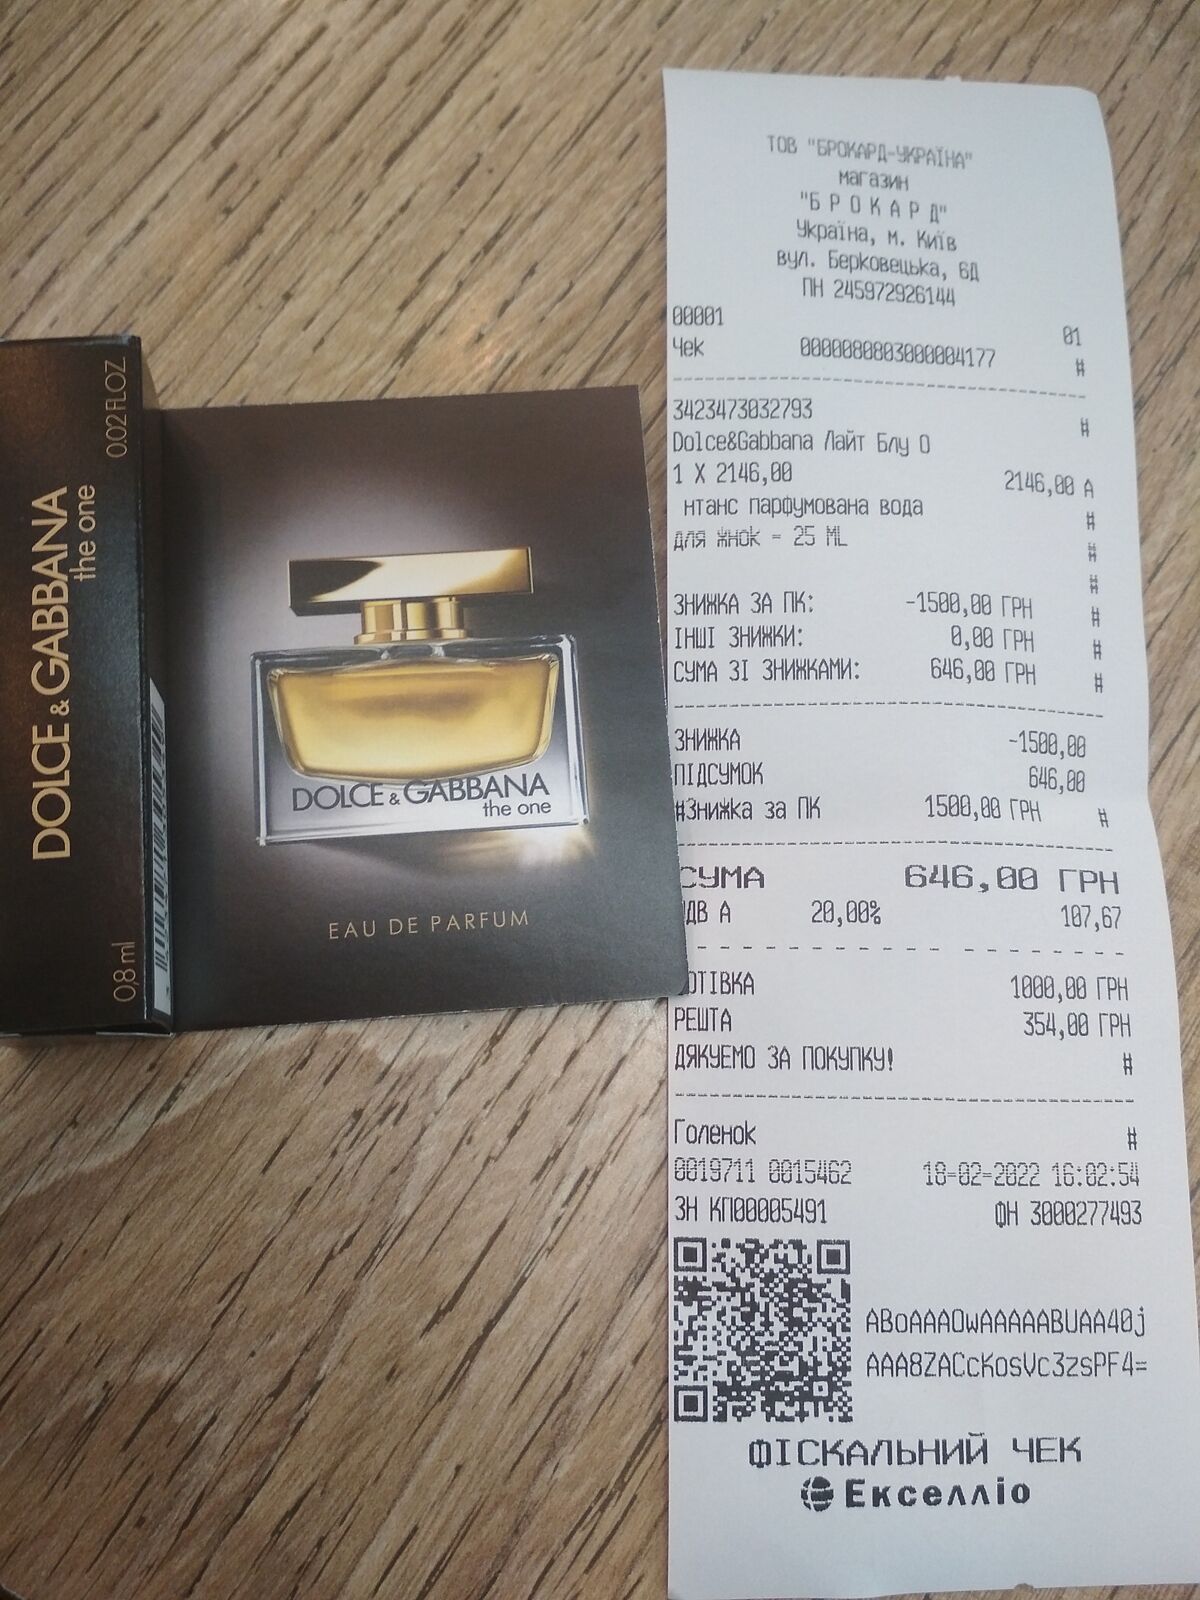 DOLCE & GABBANA
the one
0,8 ml
0.02 FL.OZ.
DOLCE & GABBANA
the one
EAU DE PARFUM
ТОВ "БРОКАРД-УКРАЇНА"
магазин
"Б Р О К А Р Д"
Україна, м. Київ
вул. Берковецька, 6Д
ПН 245972926144
00001 01
Чек 0000080803000004177 #
3423473032793 #
Dolce&Gabbana Лайт Блу О
1 X 2146,00 2146,00 А
нтанс парфумована вода #
для жнок - 25 ML #
#
ЗНИЖКА ЗА ПК: -1500,00 ГРН #
ІНШІ ЗНИЖКИ: 0,00 ГРН #
СУМА ЗІ ЗНИЖКАМИ: 646,00 ГРН #
ЗНИЖКА -1500,00
ПІДСУМОК 646,00
#Знижка за ПК 1500,00 ГРН #
СУМА 646,00 ГРН
ПДВ А 20,00% 107,67
ГОТІВКА 1000,00 ГРН
РЕШТА 354,00 ГРН
ДЯКУЄМО ЗА ПОКУПКУ! #
Голенок #
0019711 0015462 18-02-2022 16:02:54
ЗН КП00005491 ФН 3000277493
ABoAAAOwAAAAABUAA40j
AAA8ZACcKosVc3zsPF4=
ФІСКАЛЬНИЙ ЧЕК
Екселліо